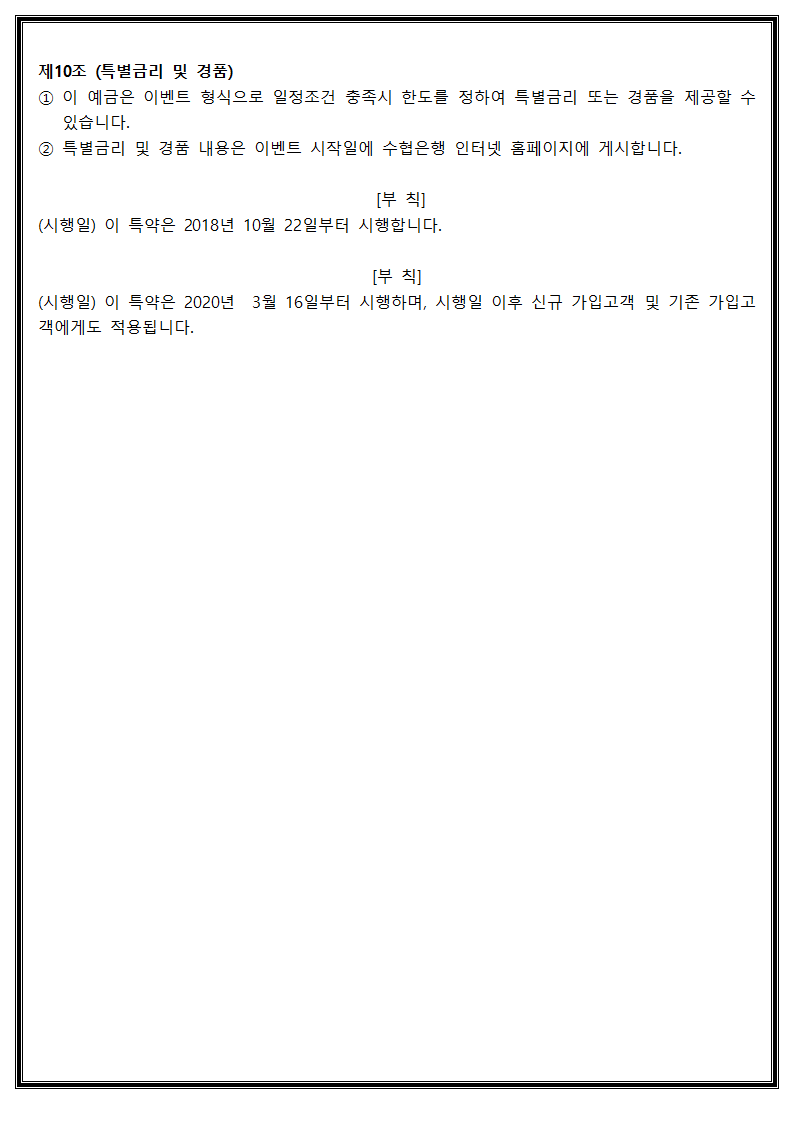 제10조 (특별금리 및 경품)
① 이 예금은 이벤트 형식으로 일정조건 충족시 한도를 정하여 특별금리 또는 경품을 제공할 수
있습니다.
② 특별금리 및 경품 내용은 이벤트 시작일에 수협은행 인터넷 홈페이지에 게시합니다.
[부 칙]
(시행일) 이 특약은 2018년 10월 22일부터 시행합니다.
[부 칙]
(시행일) 이 특약은 2020년 3월 16일부터 시행하며, 시행일 이후 신규 가입고객 및 기존 가입고
객에게도 적용됩니다.